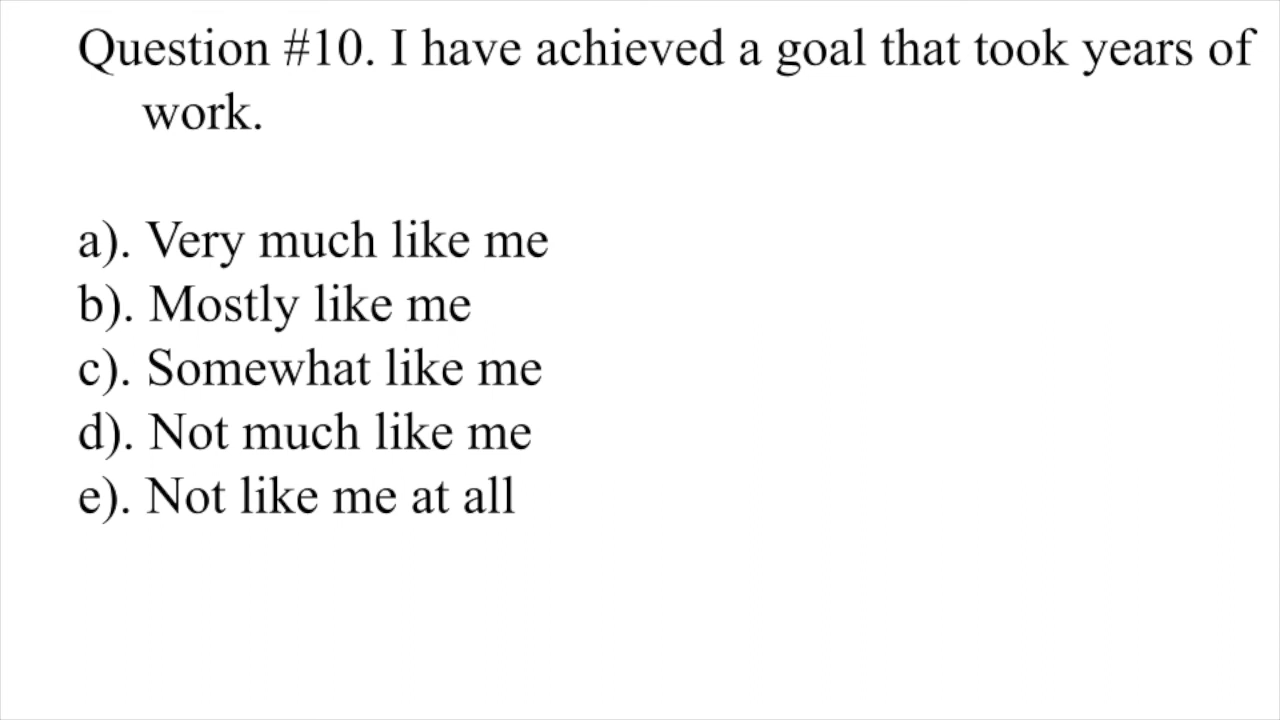 Question #10. I have achieved a goal that took years of
work.
a). Very much like me
b). Mostly like me
c). Somewhat like me
d). Not much like me
e). Not like me at all